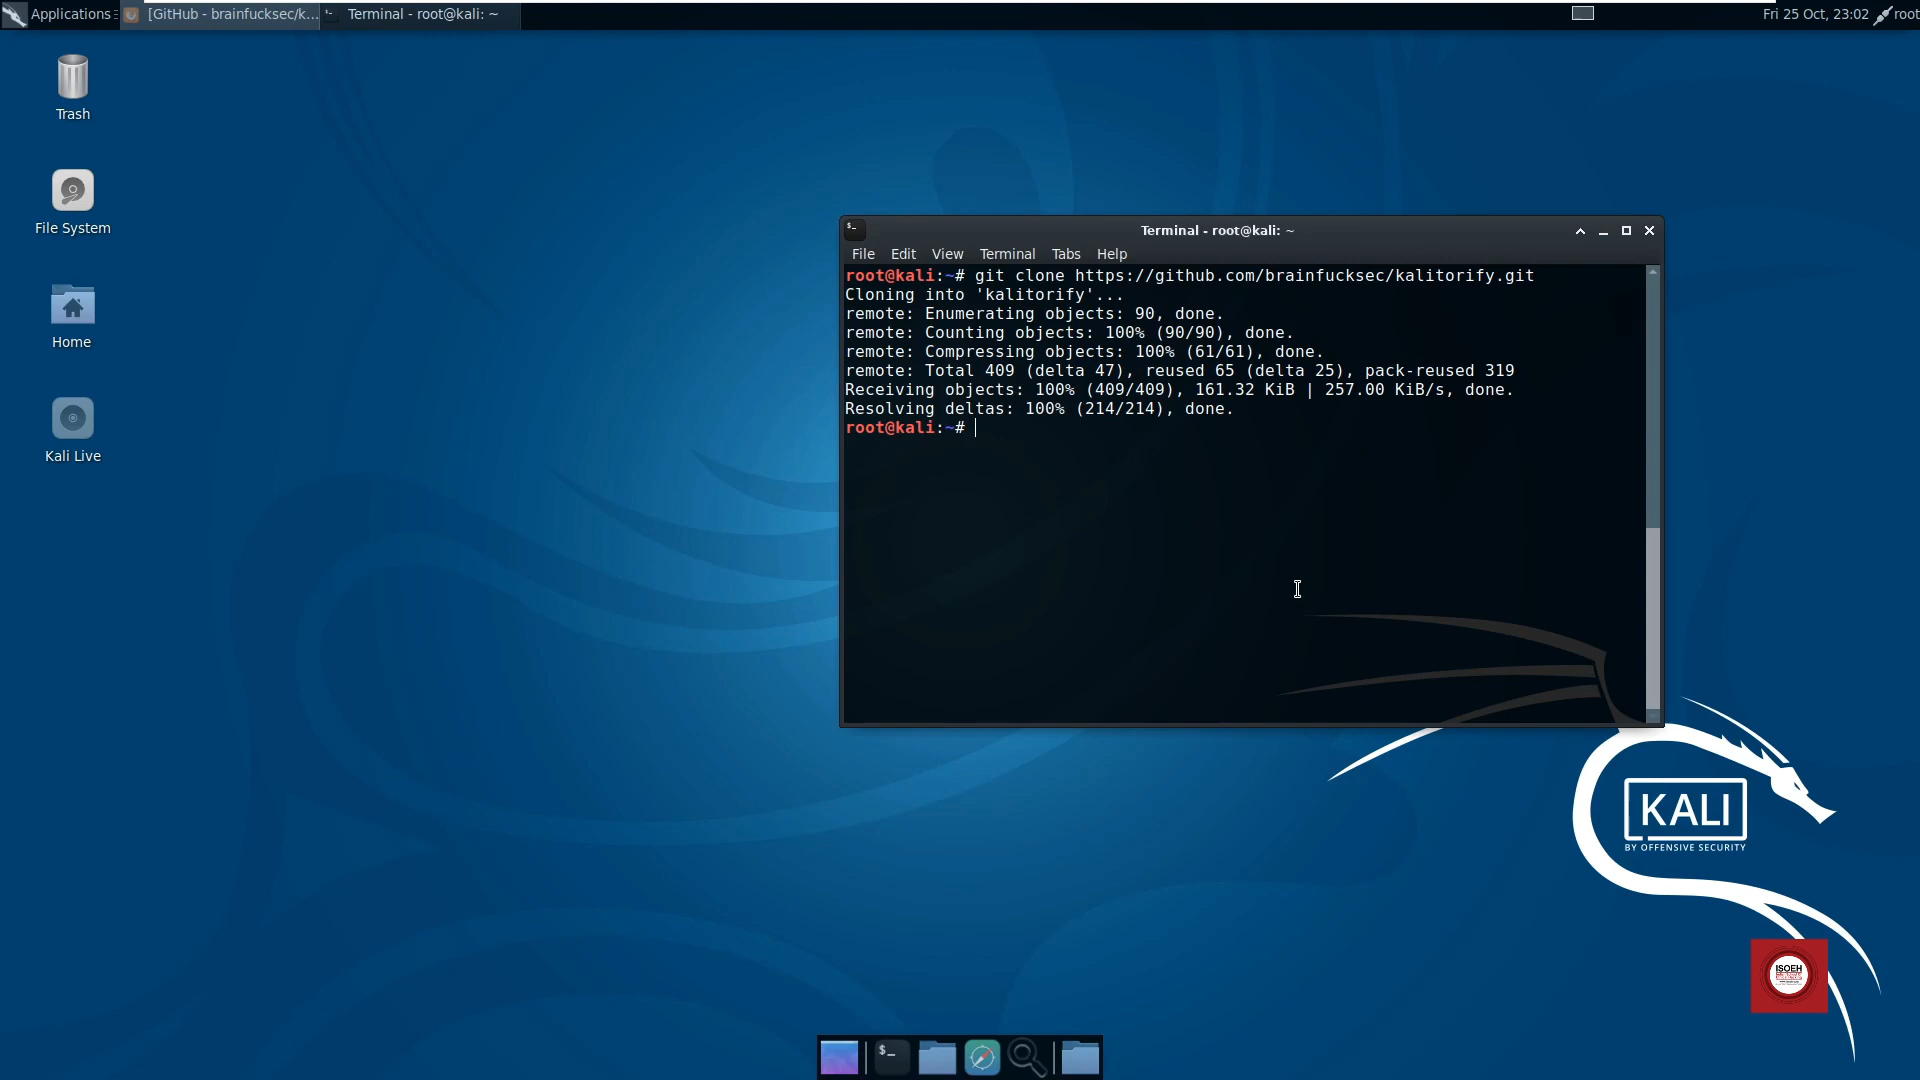 Applications
[GitHub - brainfucksec/k...
Terminal - root@kali: ~
Fri 25 Oct, 23:02
root
Trash
File System
Home
Kali Live
$_
Terminal - root@kali: ~
File Edit View Terminal Tabs Help
root@kali:~# git clone https://github.com/brainfucksec/kalitorify.git
Cloning into 'kalitorify'...
remote: Enumerating objects: 90, done.
remote: Counting objects: 100% (90/90), done.
remote: Compressing objects: 100% (61/61), done.
remote: Total 409 (delta 47), reused 65 (delta 25), pack-reused 319
Receiving objects: 100% (409/409), 161.32 KiB | 257.00 KiB/s, done.
Resolving deltas: 100% (214/214), done.
root@kali:~#
KALI
BY OFFENSIVE SECURITY
ISOEH
$_